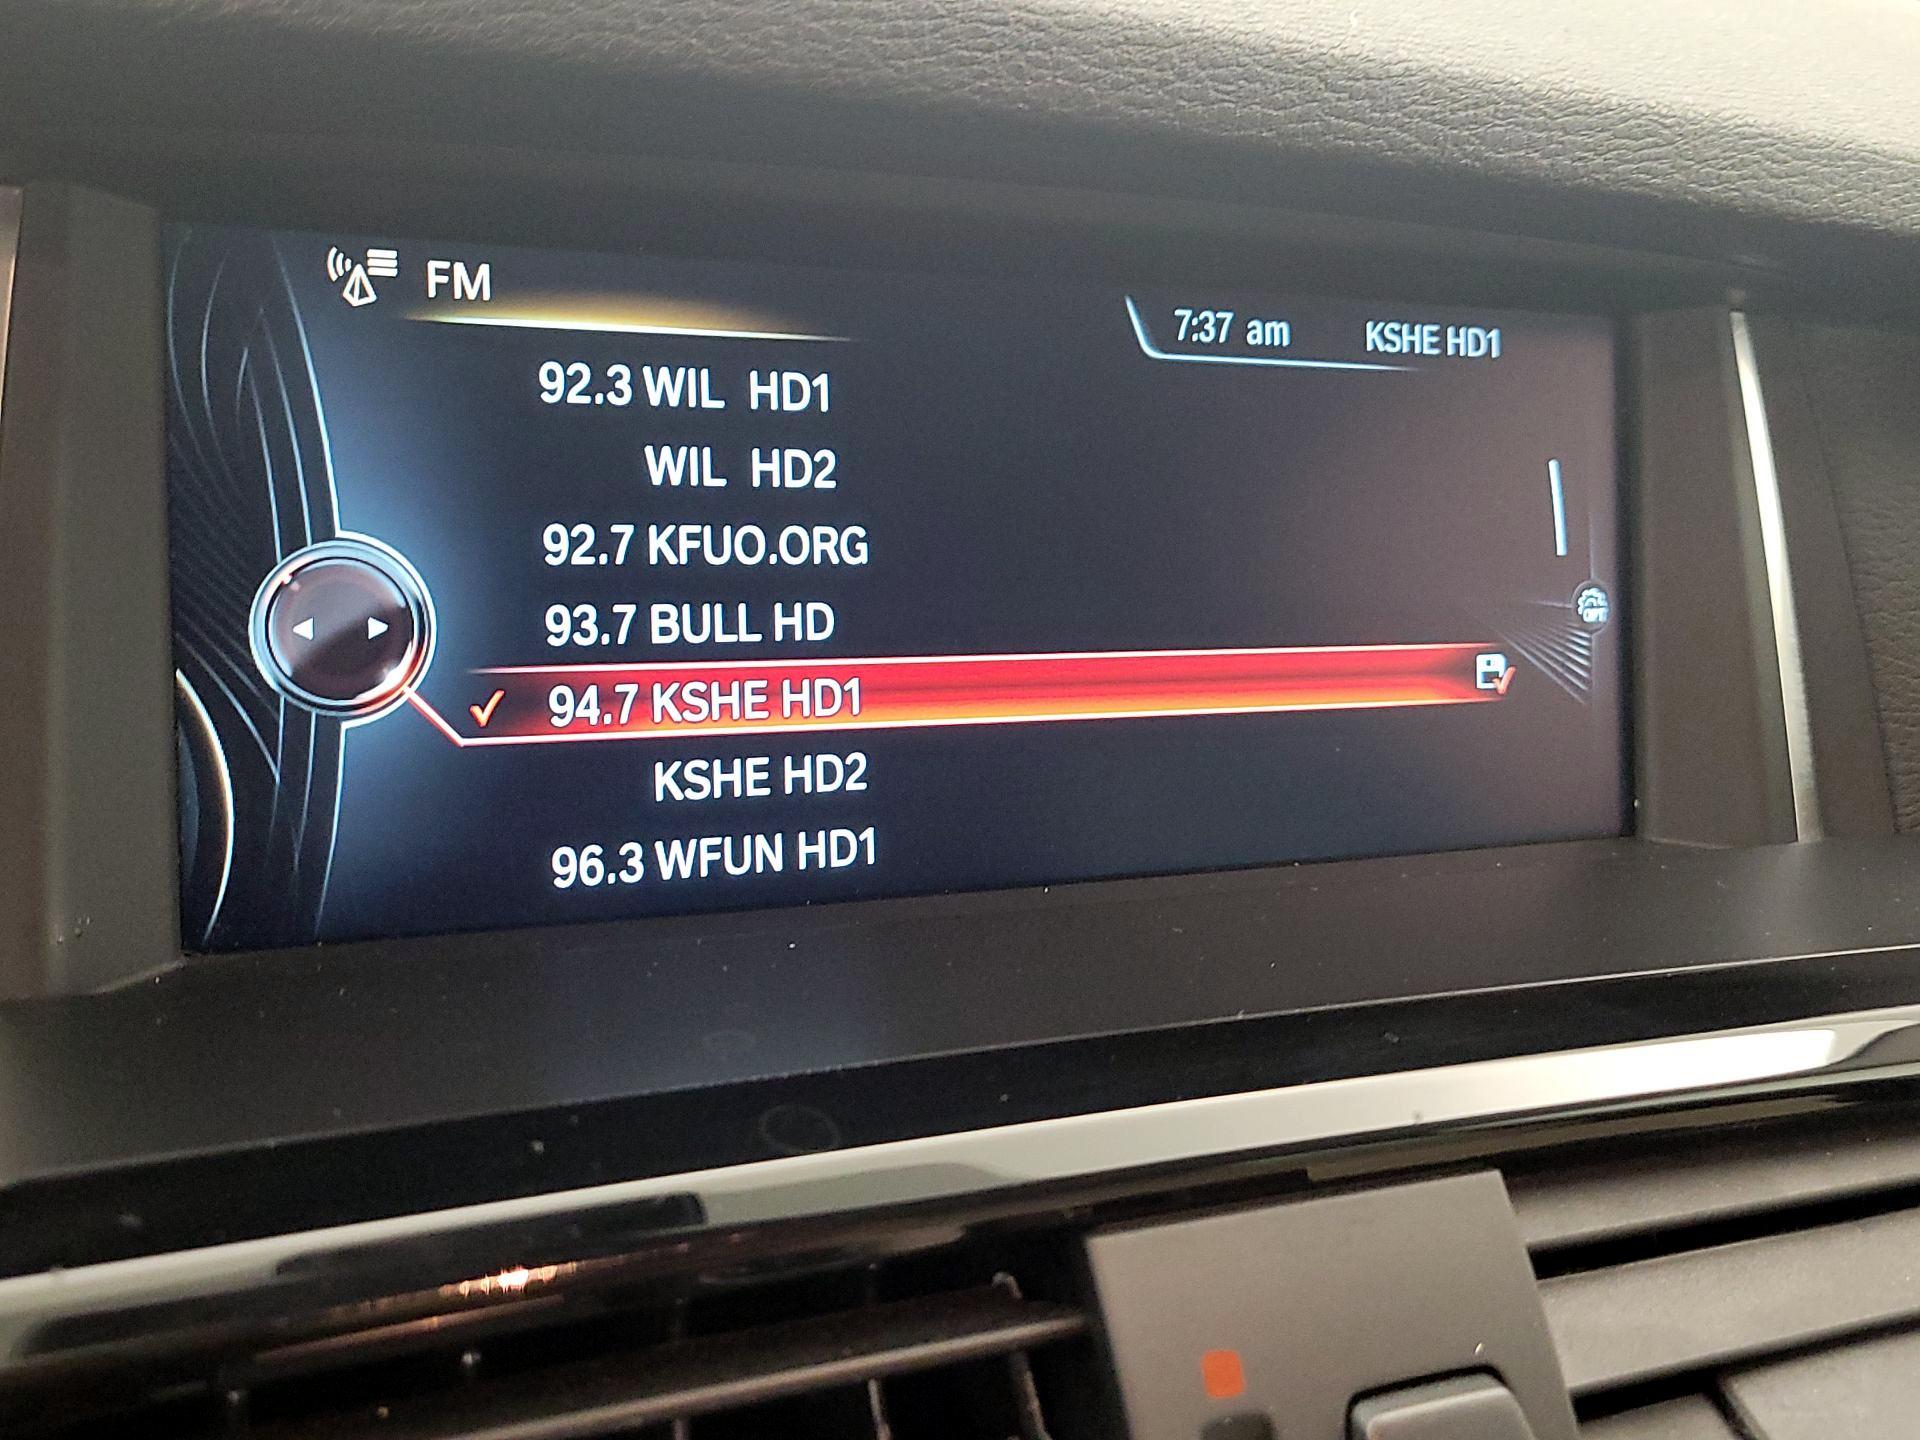 FM
7:37 am KSHE HD1
92.3 WIL HD1
WIL HD2
92.7 KFUO.ORG
93.7 BULL HD
94.7 KSHE HD1
KSHE HD2
96.3 WFUN HD1